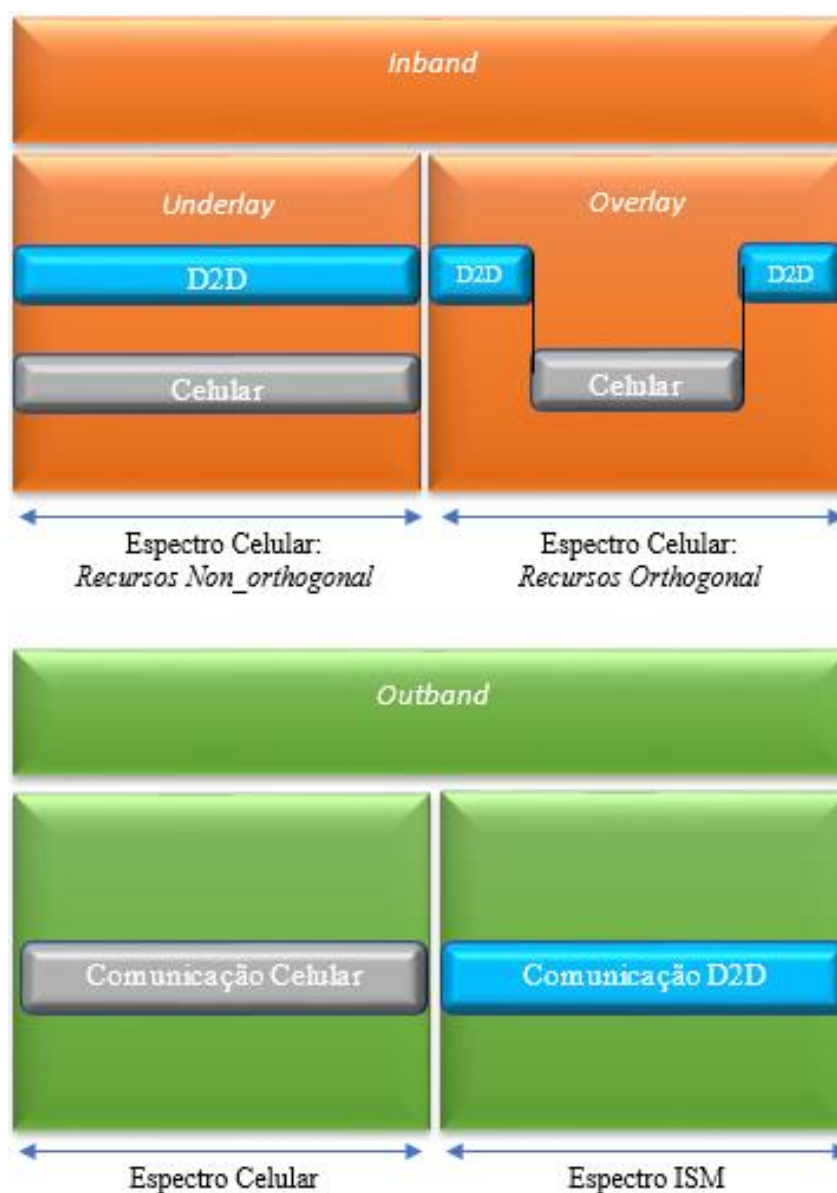 Inband
Underlay
Overlay
D2D
D2D
D2D
Celular
Celular
Espectro Celular:
Recursos Non_orthogonal
Espectro Celular:
Recursos Orthogonal
Outband
Comunicação Celular
Comunicação D2D
Espectro Celular
Espectro ISM